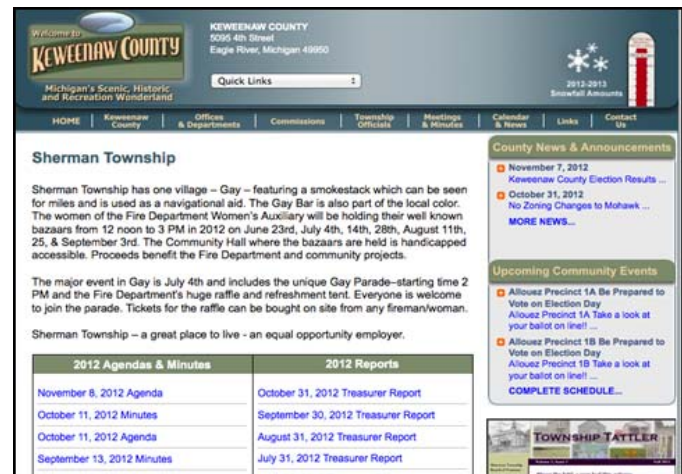 Welcome to
KEWEENAW COUNTY
Michigan's Scenic, Historic
and Recreation Wonderland
KEWEENAW COUNTY
5095 4th Street
Eagle River, Michigan 49950
Quick Links
2012-2013
Snowfall Amounts
HOME
Keweenaw
County
Offices
& Departments
Commissions
Township
Officials
Meetings
& Minutes
Calendar
& News
Links
Contact
Us
Sherman Township
Sherman Township has one village – Gay – featuring a smokestack which can be seen
for miles and is used as a navigational aid. The Gay Bar is also part of the local color.
The women of the Fire Department Women's Auxiliary will be holding their well known
bazaars from 12 noon to 3 PM in 2012 on June 23rd, July 4th, 14th, 28th, August 11th,
25, & September 3rd. The Community Hall where the bazaars are held is handicapped
accessible. Proceeds benefit the Fire Department and community projects.
The major event in Gay is July 4th and includes the unique Gay Parade–starting time 2
PM and the Fire Department's huge raffle and refreshment tent. Everyone is welcome
to join the parade. Tickets for the raffle can be bought on site from any fireman/woman.
Sherman Township – a great place to live - an equal opportunity employer.
2012 Agendas & Minutes
2012 Reports
November 8, 2012 Agenda
October 31, 2012 Treasurer Report
October 11, 2012 Minutes
September 30, 2012 Treasurer Report
October 11, 2012 Agenda
August 31, 2012 Treasurer Report
September 13, 2012 Minutes
July 31, 2012 Treasurer Report
County News & Announcements
November 7, 2012
Keweenaw County Election Results ...
October 31, 2012
No Zoning Changes to Mohawk ...
MORE NEWS...
Upcoming Community Events
Allouez Precinct 1A Be Prepared to
Vote on Election Day
Allouez Precinct 1A Take a look at
your ballot on line!! ...
Allouez Precinct 1B Be Prepared to
Vote on Election Day
Allouez Precinct 1B Take a look at
your ballot on line!! ...
COMPLETE SCHEDULE...
TOWNSHIP TATTLER